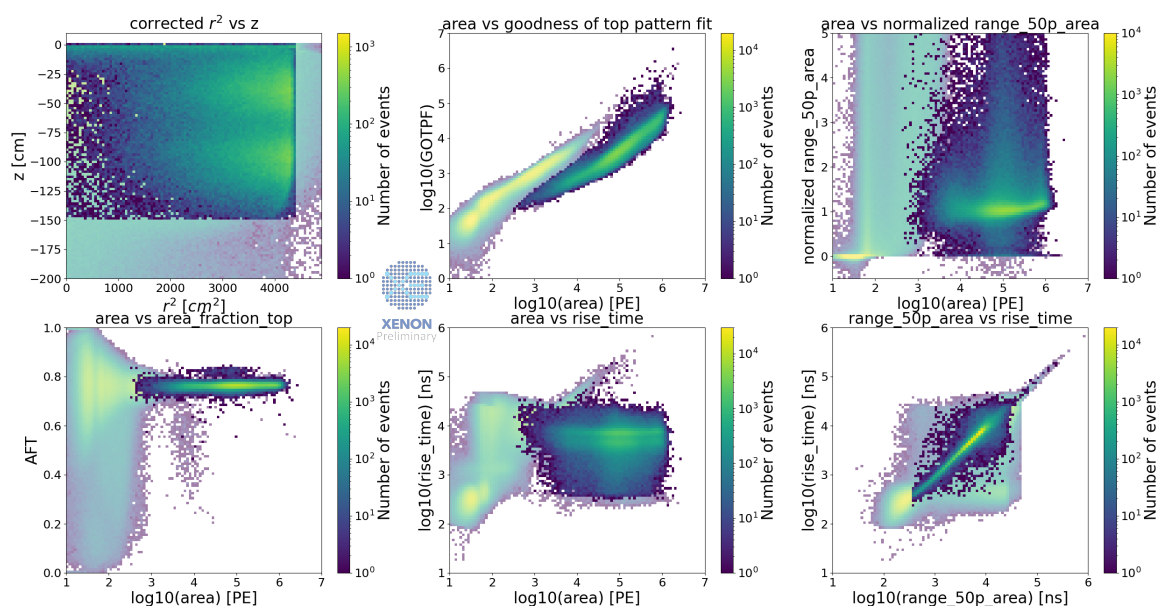 corrected r² vs z
0
−25
−50
−75
−100
−125
−150
−175
−200
z [cm]
0 1000 2000 3000 4000
r² [cm²]
10³
10²
10¹
10⁰
Number of events
area vs goodness of top pattern fit
7
6
5
4
3
2
1
0
log10(GOTPF)
1 2 3 4 5 6 7
log10(area) [PE]
10⁴
10³
10²
10¹
10⁰
Number of events
area vs normalized range_50p_area
5
4
3
2
1
0
normalized range_50p_area
1 2 3 4 5 6 7
log10(area) [PE]
10⁴
10³
10²
10¹
10⁰
Number of events
XENON
Preliminary
area vs area_fraction_top
1.0
0.8
0.6
0.4
0.2
0.0
AFT
1 2 3 4 5 6 7
log10(area) [PE]
10⁴
10³
10²
10¹
10⁰
Number of events
area vs rise_time
6
5
4
3
2
1
log10(rise_time) [ns]
1 2 3 4 5 6 7
log10(area) [PE]
10⁴
10³
10²
10¹
10⁰
Number of events
range_50p_area vs rise_time
6
5
4
3
2
1
log10(rise_time) [ns]
1 2 3 4 5 6
log10(range_50p_area) [ns]
10⁴
10³
10²
10¹
10⁰
Number of events